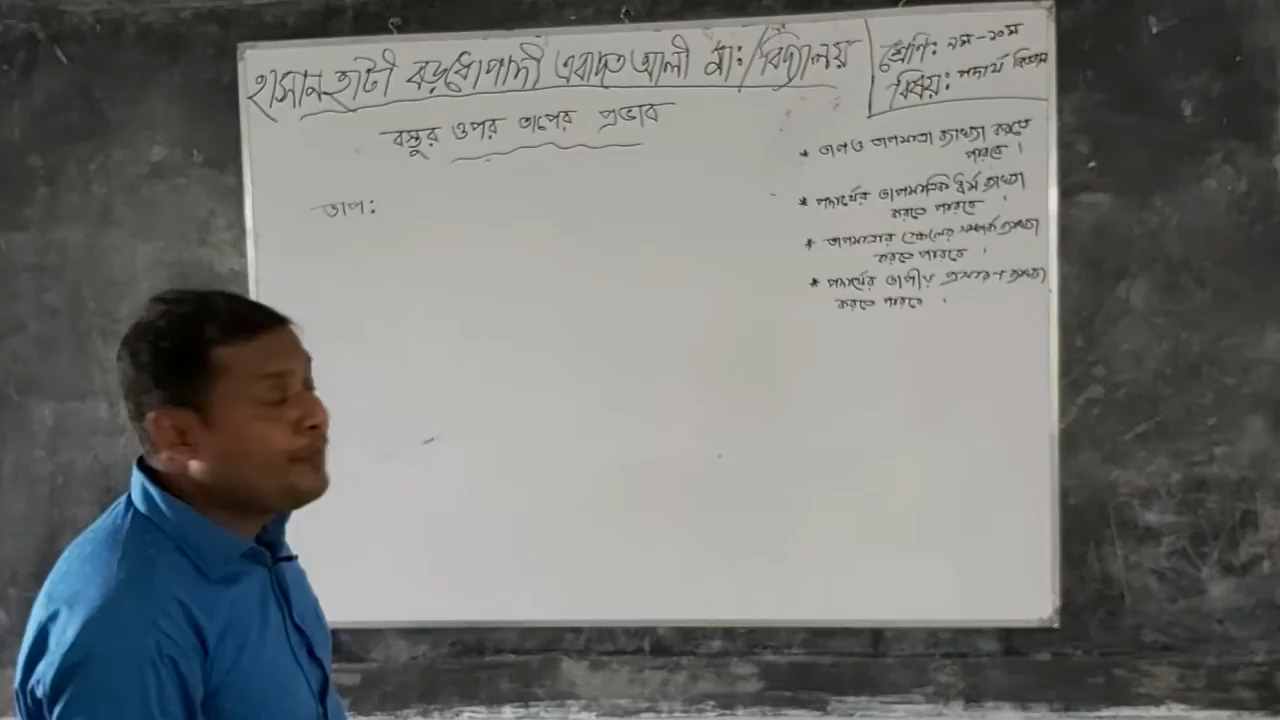 হাসানহাটী বড়ধোপাদী এবাদত আলী মা: বিদ্যালয়
শ্রেণি: ৯ম-১০ম
বিষয়: পদার্থ বিজ্ঞান
বস্তুর ওপর তাপের প্রভাব
তাপ:
* তাপ ও তাপমাত্রা ব্যাখ্যা করতে
পারবে।
* পদার্থের তাপমাত্রিক ধর্ম ব্যাখ্যা
করতে পারবে।
* তাপমাত্রার স্কেলের সম্পর্ক ব্যাখ্যা
করতে পারবে।
* পদার্থের তাপীয় প্রসারণ ব্যাখ্যা
করতে পারবে।